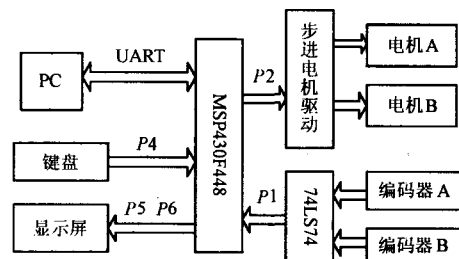 PC
UART
键盘
P4
显示屏
P5 P6
MSP430F448
P2
步进电机驱动
电机A
电机B
P1
74LS74
编码器A
编码器B